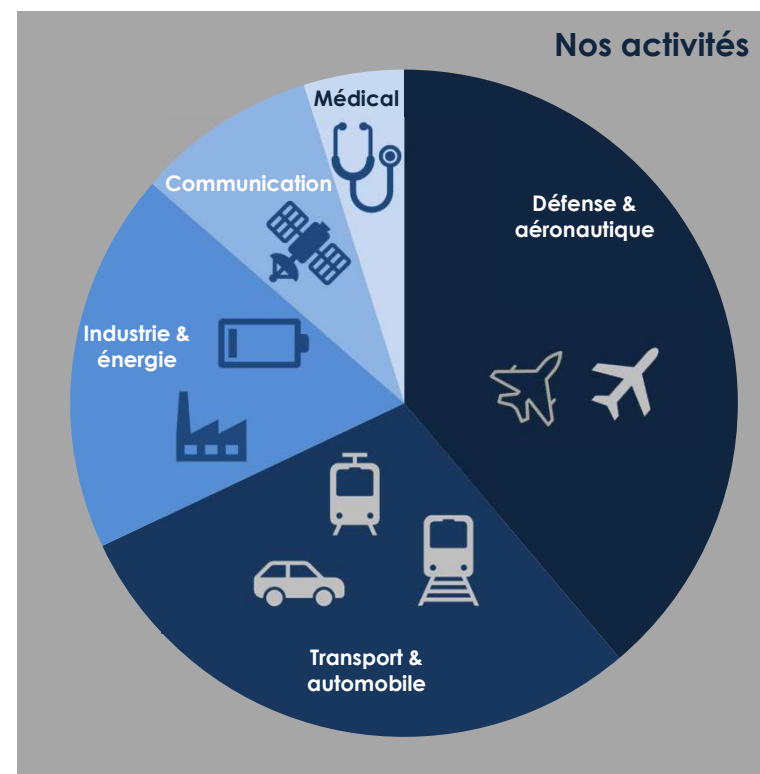 Nos activités
Médical
Communication
Défense &
aéronautique
Industrie &
énergie
Transport &
automobile